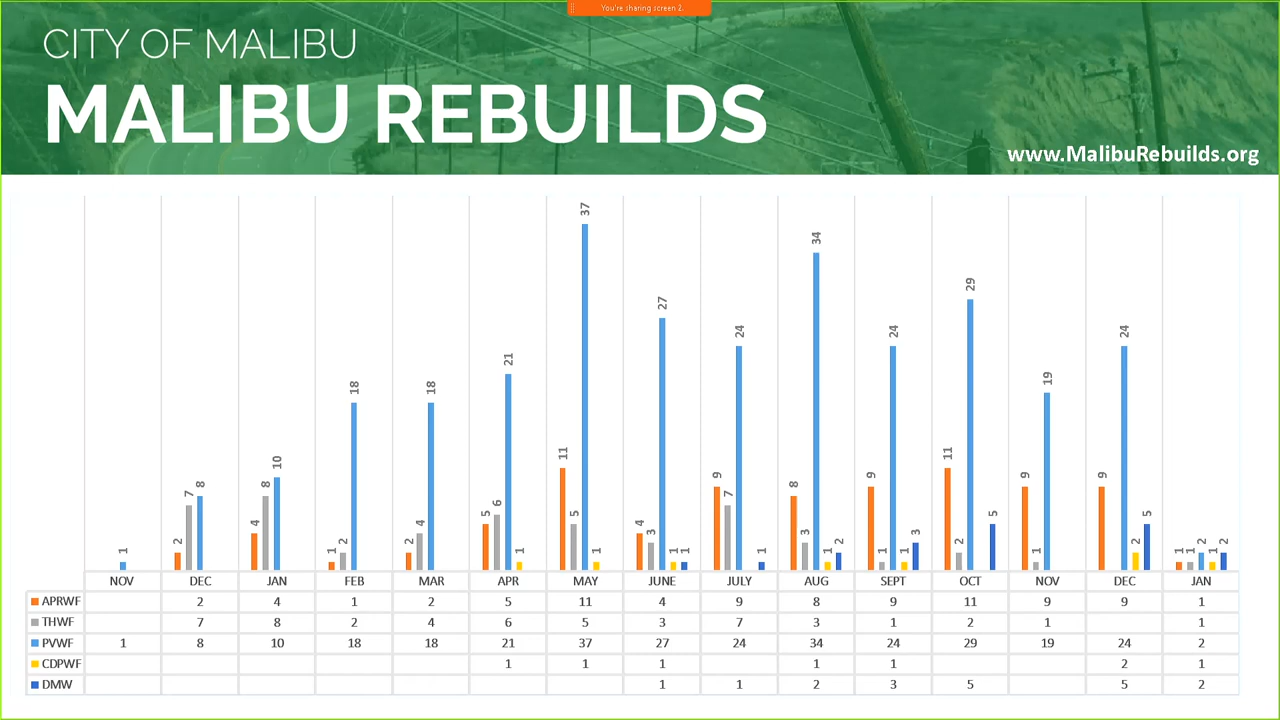 You're sharing screen 2.
CITY OF MALIBU
MALIBU REBUILDS
www.MalibuRebuilds.org
1
2 7 8
4 8 10
1 2 18
2 4 18
5 6 21 1
11 5 37 1
4 3 27 1 1
9 7 24 1
8 3 34 1 2
9 1 24 1 3
11 2 29 5
9 1 19
9 24 2 5
1 1 2 1 2
NOV DEC JAN FEB MAR APR MAY JUNE JULY AUG SEPT OCT NOV DEC JAN
APRWF 2 4 1 2 5 11 4 9 8 9 11 9 9 1
THWF 7 8 2 4 6 5 3 7 3 1 2 1 1
PVWF 1 8 10 18 18 21 37 27 24 34 24 29 19 24 2
CDPWF 1 1 1 1 1 2 1
DMW 1 1 2 3 5 5 2